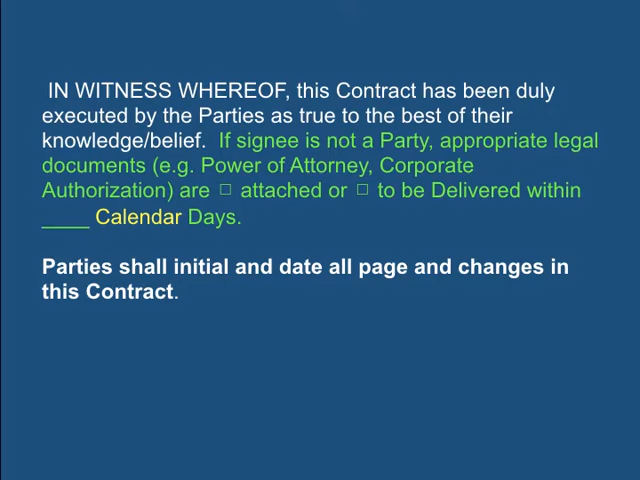 IN WITNESS WHEREOF, this Contract has been duly
executed by the Parties as true to the best of their
knowledge/belief. If signee is not a Party, appropriate legal
documents (e.g. Power of Attorney, Corporate
Authorization) are □ attached or □ to be Delivered within
____ Calendar Days.
Parties shall initial and date all page and changes in
this Contract.